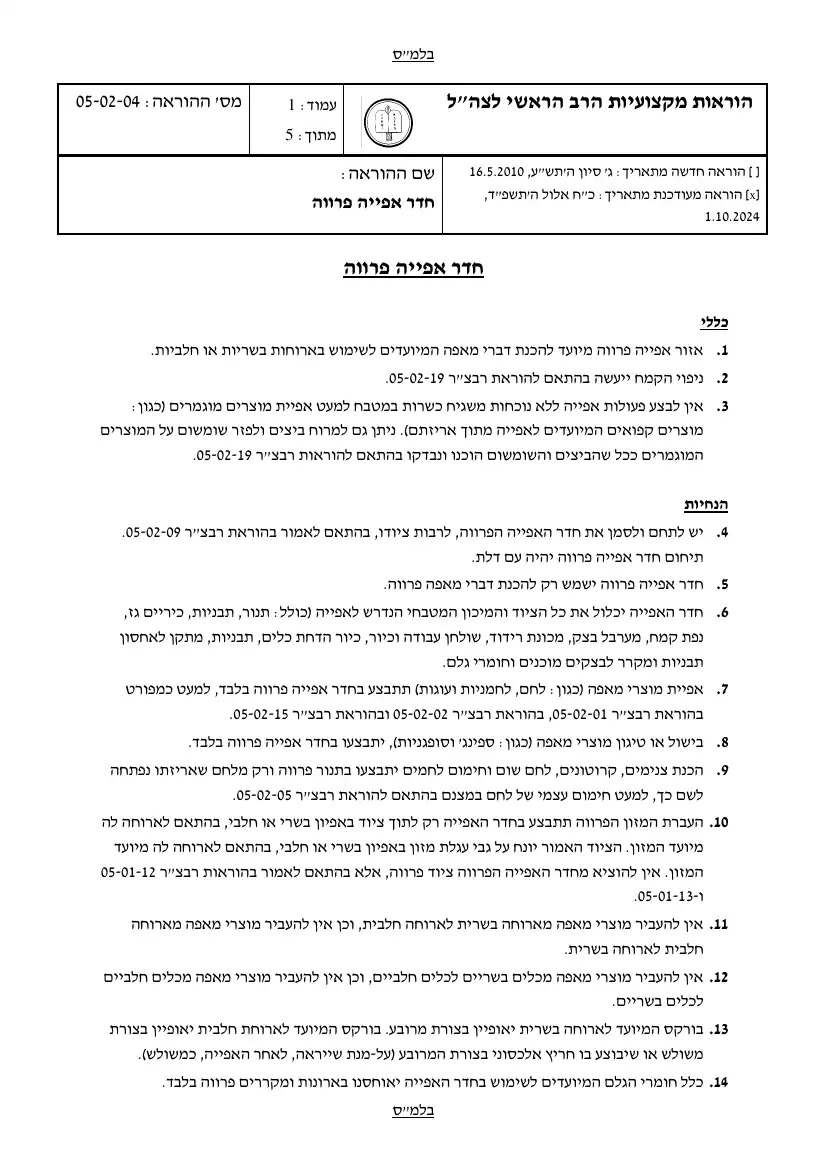 בלמ״ס
הוראות מקצועיות הרב הראשי לצה״ל
עמוד: 1
מתוך: 5
מס׳ ההוראה: 05-02-04
[ ] הוראה חדשה מתאריך: ג׳ סיון ה׳תש״ע, 16.5.2010
[x] הוראה מעודכנת מתאריך: כ״ח אלול ה׳תשפ״ד,
1.10.2024
שם ההוראה:
חדר אפייה פרווה
חדר אפייה פרווה
כללי
1. אזור אפייה פרווה מיועד להכנת דברי מאפה המיועדים לשימוש בארוחות בשריות או חלביות.
2. ניפוי הקמח ייעשה בהתאם להוראת רבצ״ר 05-02-19.
3. אין לבצע פעולות אפייה ללא נוכחות משגיח כשרות במטבח למעט אפיית מוצרים מוגמרים (כגון:
מוצרים קפואים המיועדים לאפייה מתוך אריזתם). ניתן גם למרוח ביצים ולפזר שומשום על המוצרים
המוגמרים ככל שהביצים והשומשום הוכנו ונבדקו בהתאם להוראות רבצ״ר 05-02-19.
הנחיות
4. יש לתחם ולסמן את חדר האפייה הפרווה, לרבות ציודו, בהתאם לאמור בהוראת רבצ״ר 05-02-09.
תיחום חדר אפייה פרווה יהיה עם דלת.
5. חדר אפייה פרווה ישמש רק להכנת דברי מאפה פרווה.
6. חדר האפייה יכלול את כל הציוד והמיכון המטבחי הנדרש לאפייה (כולל: תנור, תבניות, כיריים גז,
נפת קמח, מערבל בצק, מכונת רידוד, שולחן עבודה וכיור, כיור הדחת כלים, תבניות, מתקן לאחסון
תבניות ומקרר לבצקים מוכנים וחומרי גלם.
7. אפיית מוצרי מאפה (כגון: לחם, לחמניות ועוגות) תתבצע בחדר אפייה פרווה בלבד, למעט כמפורט
בהוראת רבצ״ר 05-02-01, בהוראת רבצ״ר 05-02-02 ובהוראת רבצ״ר 05-02-15.
8. בישול או טיגון מוצרי מאפה (כגון: ספינג׳ וסופגניות), יתבצעו בחדר אפייה פרווה בלבד.
9. הכנת צנימים, קרוטונים, לחם שום וחימום לחמים יתבצעו בתנור פרווה ורק מלחם שאריזתו נפתחה
לשם כך, למעט חימום עצמי של לחם במצנם בהתאם להוראת רבצ״ר 05-02-05.
10. העברת המזון הפרווה תתבצע בחדר האפייה רק לתוך ציוד באפיון בשרי או חלבי, בהתאם לארוחה לה
מיועד המזון. הציוד האמור יונח על גבי עגלת מזון באפיון בשרי או חלבי, בהתאם לארוחה לה מיועד
המזון. אין להוציא מחדר האפייה הפרווה ציוד פרווה, אלא בהתאם לאמור בהוראות רבצ״ר 05-01-12
ו-05-01-13.
11. אין להעביר מוצרי מאפה מארוחה בשרית לארוחה חלבית, וכן אין להעביר מוצרי מאפה מארוחה
חלבית לארוחה בשרית.
12. אין להעביר מוצרי מאפה מכלים בשריים לכלים חלביים, וכן אין להעביר מוצרי מאפה מכלים חלביים
לכלים בשריים.
13. בורקס המיועד לארוחה בשרית יאופיין בצורת מרובע. בורקס המיועד לארוחת חלבית יאופיין בצורת
משולש או שיבוצע בו חריץ אלכסוני בצורת המרובע (על-מנת שייראה, לאחר האפייה, כמשולש).
14. כלל חומרי הגלם המיועדים לשימוש בחדר האפייה יאוחסנו בארונות ומקררים פרווה בלבד.
בלמ״ס